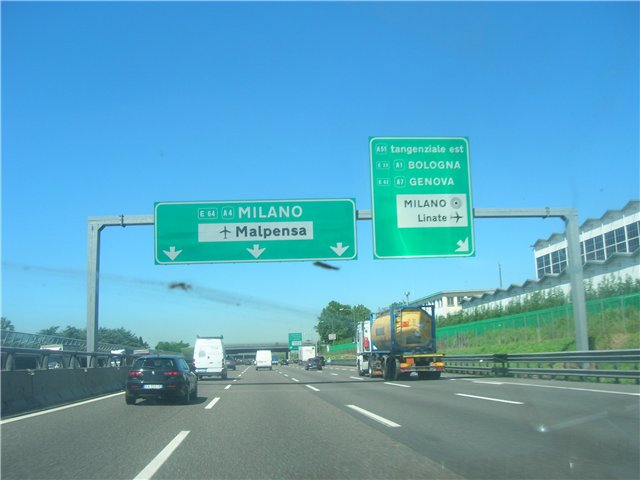 E 64 A4 MILANO
Malpensa
A51 tangenziale est
E 35 A1 BOLOGNA
E 62 A7 GENOVA
MILANO
Linate